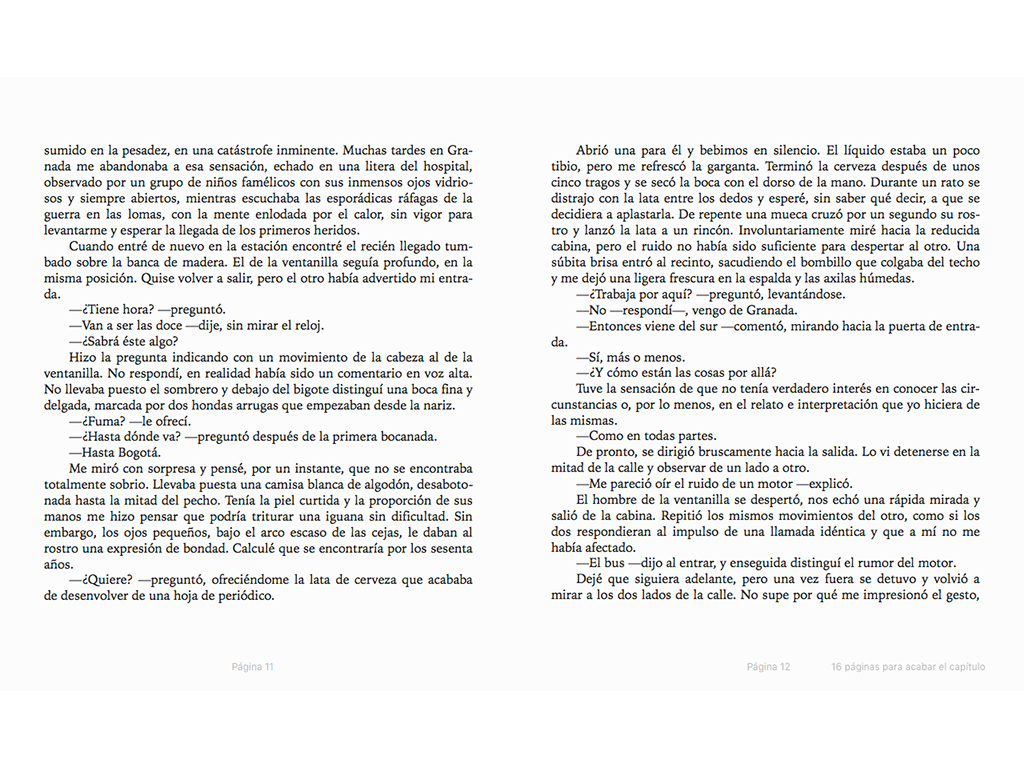 sumido en la pesadez, en una catástrofe inminente. Muchas tardes en Gra-
nada me abandonaba a esa sensación, echado en una litera del hospital,
observado por un grupo de niños famélicos con sus inmensos ojos vidrio-
sos y siempre abiertos, mientras escuchaba las esporádicas ráfagas de la
guerra en las lomas, con la mente enlodada por el calor, sin vigor para
levantarme y esperar la llegada de los primeros heridos.
Cuando entré de nuevo en la estación encontré el recién llegado tum-
bado sobre la banca de madera. El de la ventanilla seguía profundo, en la
misma posición. Quise volver a salir, pero el otro había advertido mi entra-
da.
—¿Tiene hora? —preguntó.
—Van a ser las doce —dije, sin mirar el reloj.
—¿Sabrá éste algo?
Hizo la pregunta indicando con un movimiento de la cabeza al de la
ventanilla. No respondí, en realidad había sido un comentario en voz alta.
No llevaba puesto el sombrero y debajo del bigote distinguí una boca fina y
delgada, marcada por dos hondas arrugas que empezaban desde la nariz.
—¿Fuma? —le ofrecí.
—¿Hasta dónde va? —preguntó después de la primera bocanada.
—Hasta Bogotá.
Me miró con sorpresa y pensé, por un instante, que no se encontraba
totalmente sobrio. Llevaba puesta una camisa blanca de algodón, desaboto-
nada hasta la mitad del pecho. Tenía la piel curtida y la proporción de sus
manos me hizo pensar que podría triturar una iguana sin dificultad. Sin
embargo, los ojos pequeños, bajo el arco escaso de las cejas, le daban al
rostro una expresión de bondad. Calculé que se encontraría por los sesenta
años.
—¿Quiere? —preguntó, ofreciéndome la lata de cerveza que acababa
de desenvolver de una hoja de periódico.
Página 11
Abrió una para él y bebimos en silencio. El líquido estaba un poco
tibio, pero me refrescó la garganta. Terminó la cerveza después de unos
cinco tragos y se secó la boca con el dorso de la mano. Durante un rato se
distrajo con la lata entre los dedos y esperé, sin saber qué decir, a que se
decidiera a aplastarla. De repente una mueca cruzó por un segundo su ros-
tro y lanzó la lata a un rincón. Involuntariamente miré hacia la reducida
cabina, pero el ruido no había sido suficiente para despertar al otro. Una
súbita brisa entró al recinto, sacudiendo el bombillo que colgaba del techo
y me dejó una ligera frescura en la espalda y las axilas húmedas.
—¿Trabaja por aquí? —preguntó, levantándose.
—No —respondí—, vengo de Granada.
—Entonces viene del sur —comentó, mirando hacia la puerta de entra-
da.
—Sí, más o menos.
—¿Y cómo están las cosas por allá?
Tuve la sensación de que no tenía verdadero interés en conocer las cir-
cunstancias o, por lo menos, en el relato e interpretación que yo hiciera de
las mismas.
—Como en todas partes.
De pronto, se dirigió bruscamente hacia la salida. Lo vi detenerse en la
mitad de la calle y observar de un lado a otro.
—Me pareció oír el ruido de un motor —explicó.
El hombre de la ventanilla se despertó, nos echó una rápida mirada y
salió de la cabina. Repitió los mismos movimientos del otro, como si los
dos respondieran al impulso de una llamada idéntica y que a mí no me
había afectado.
—El bus —dijo al entrar, y enseguida distinguí el rumor del motor.
Dejé que siguiera adelante, pero una vez fuera se detuvo y volvió a
mirar a los dos lados de la calle. No supe por qué me impresionó el gesto,
Página 12 16 páginas para acabar el capítulo